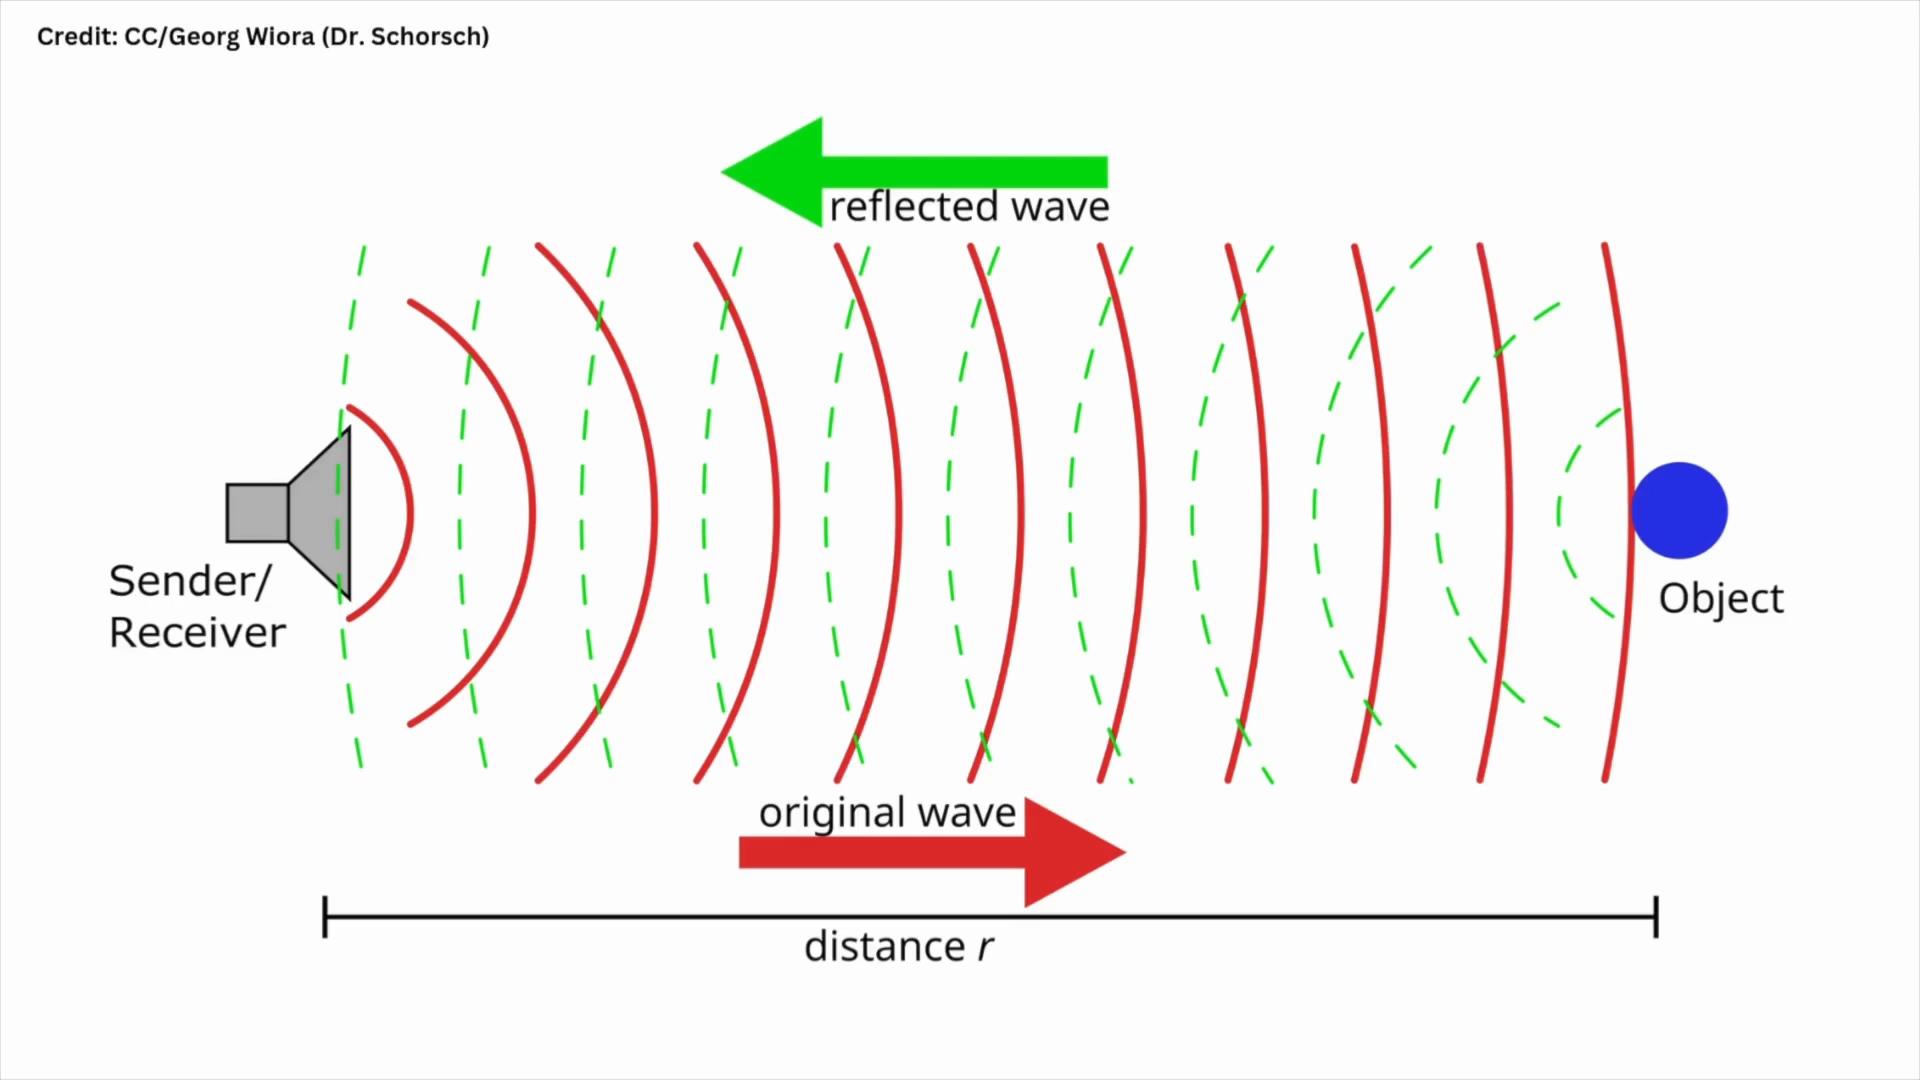 Credit: CC/Georg Wiora (Dr. Schorsch)
reflected wave
Sender/
Receiver
Object
original wave
distance r